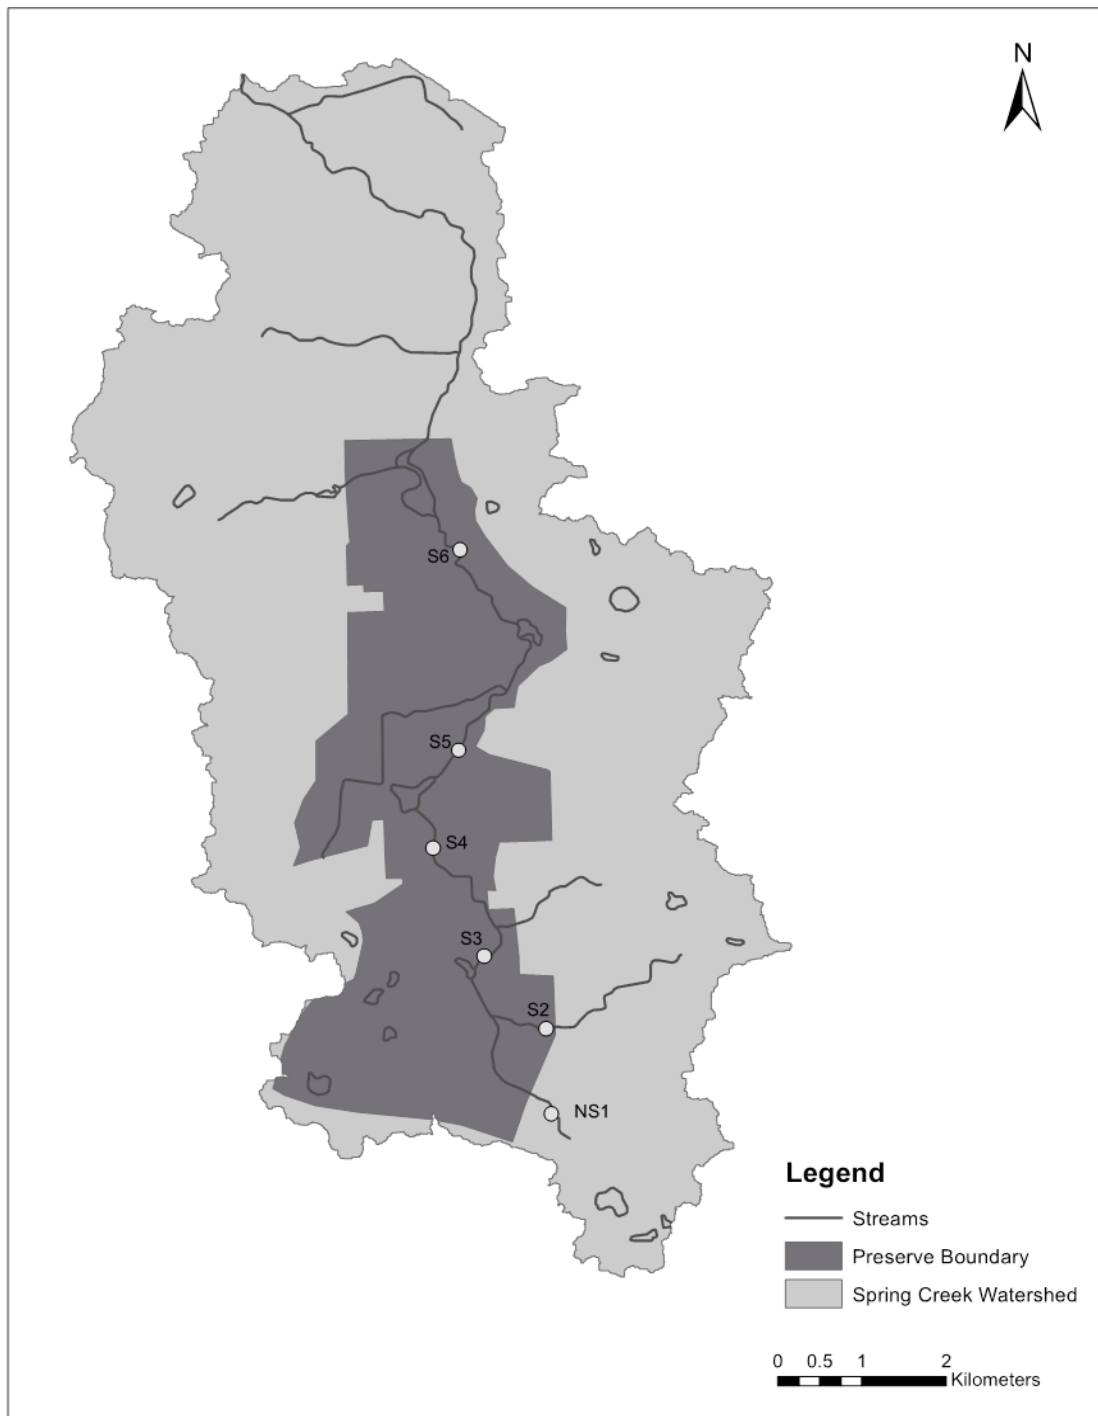 N
S6
S5
S4
S3
S2
NS1
Legend
Streams
Preserve Boundary
Spring Creek Watershed
0 0.5 1 2
Kilometers